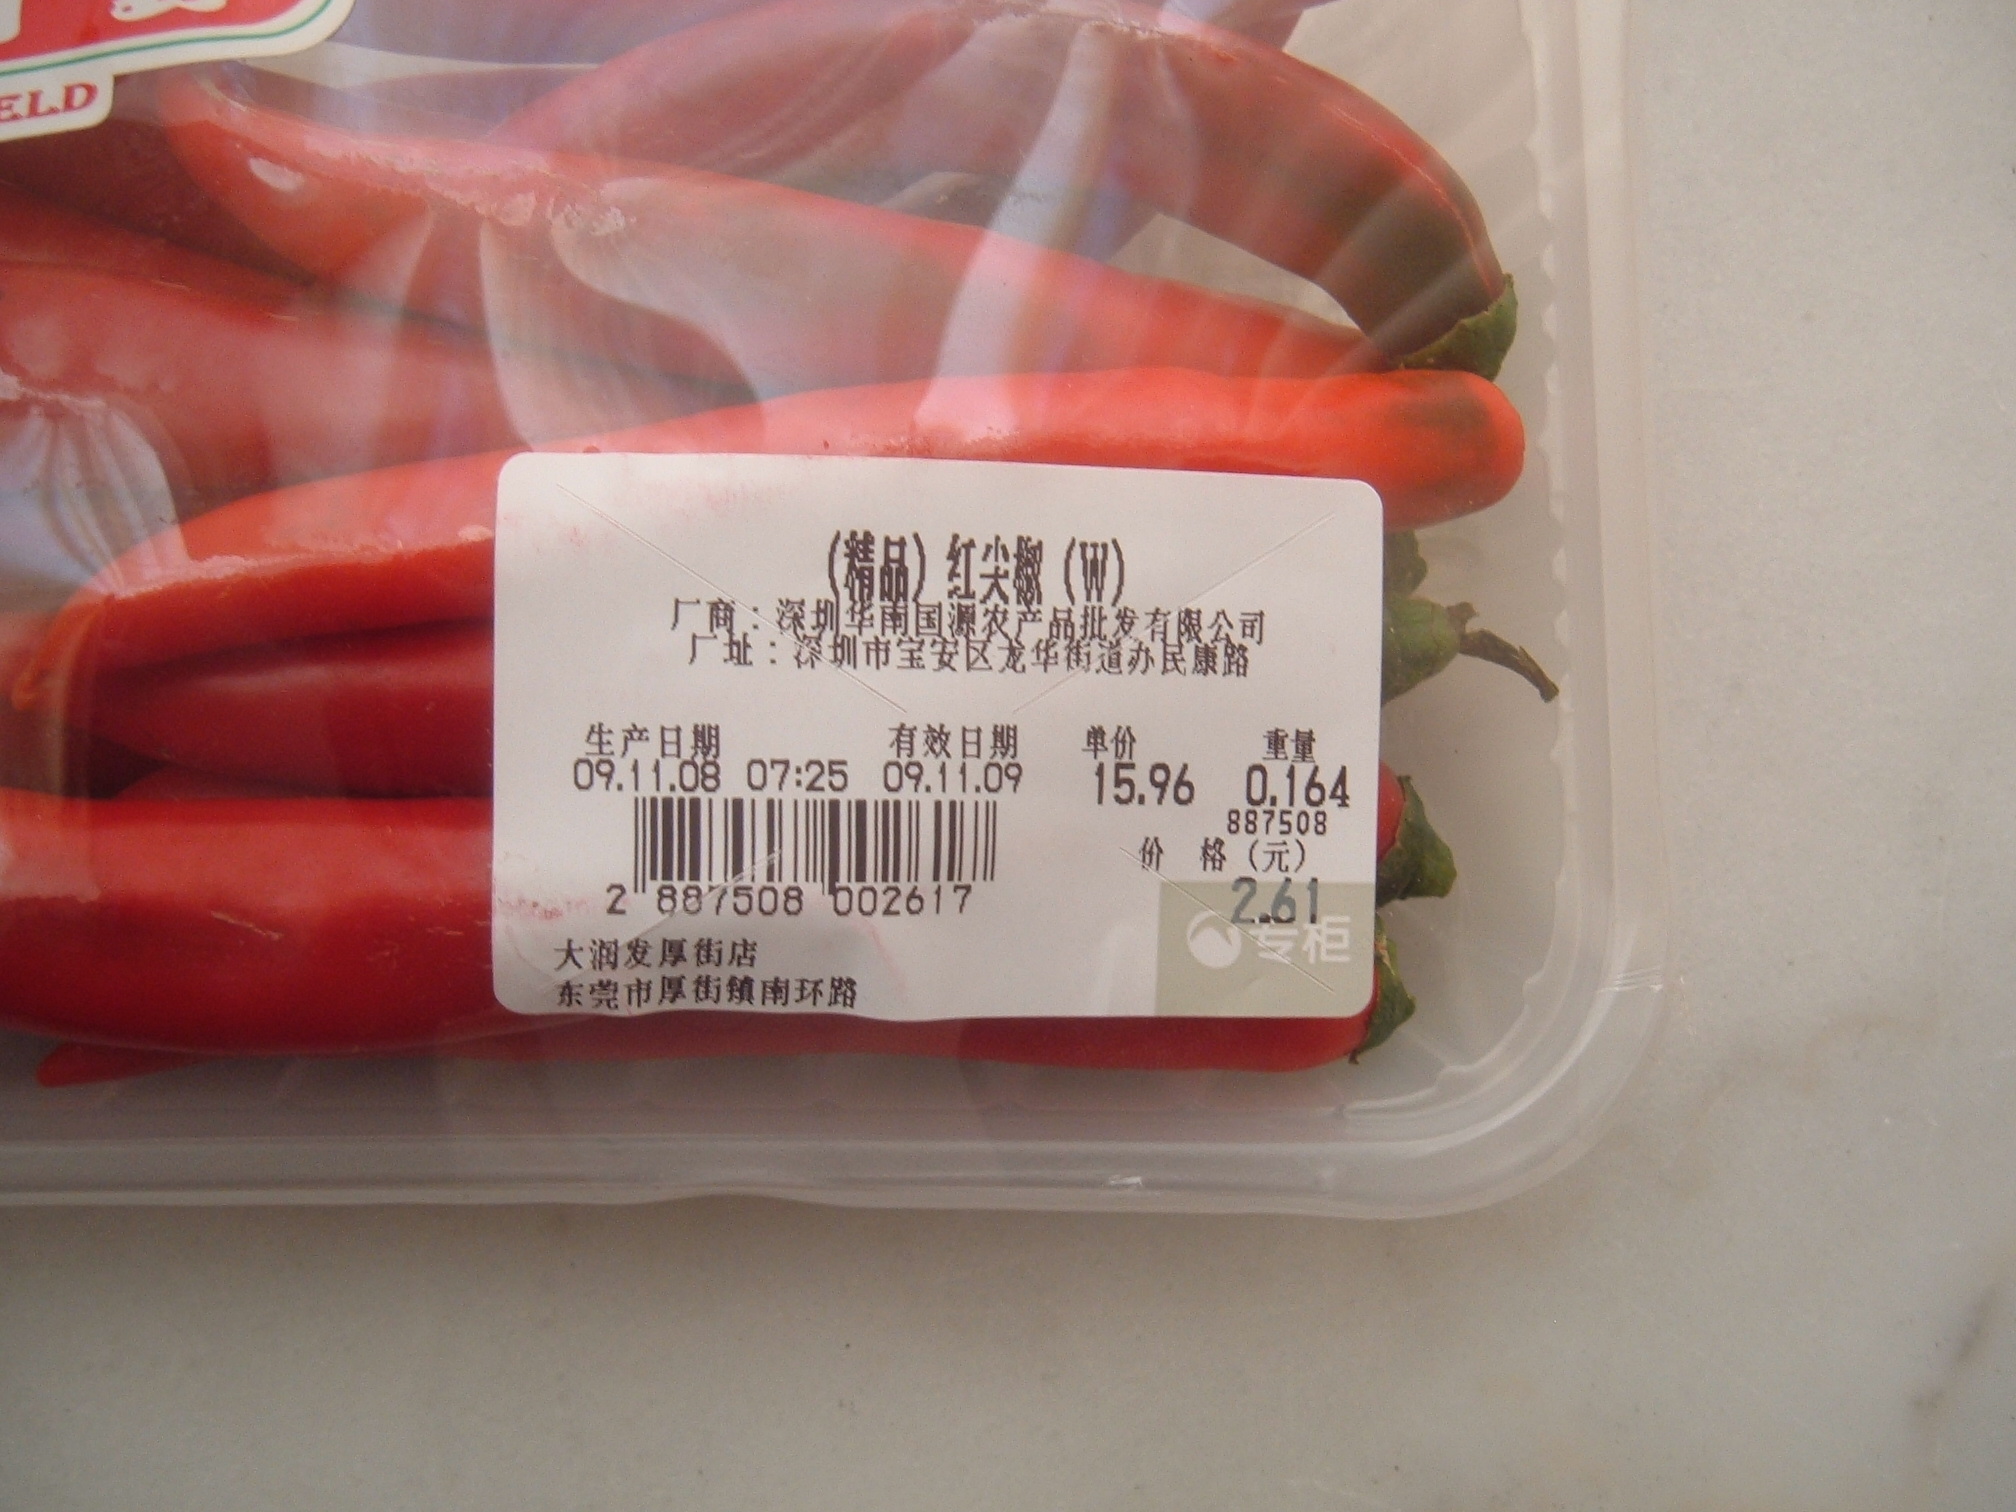 ELD
(精品) 红尖椒 (W)
厂商：深圳华南国源农产品批发有限公司
厂址：深圳市宝安区龙华街道办民康路
生产日期 有效日期 单价 重量
09.11.08 07:25 09.11.09 15.96 0.164
887508
价 格 (元)
2.61
2 887508 002617
专柜
大润发厚街店
东莞市厚街镇南环路